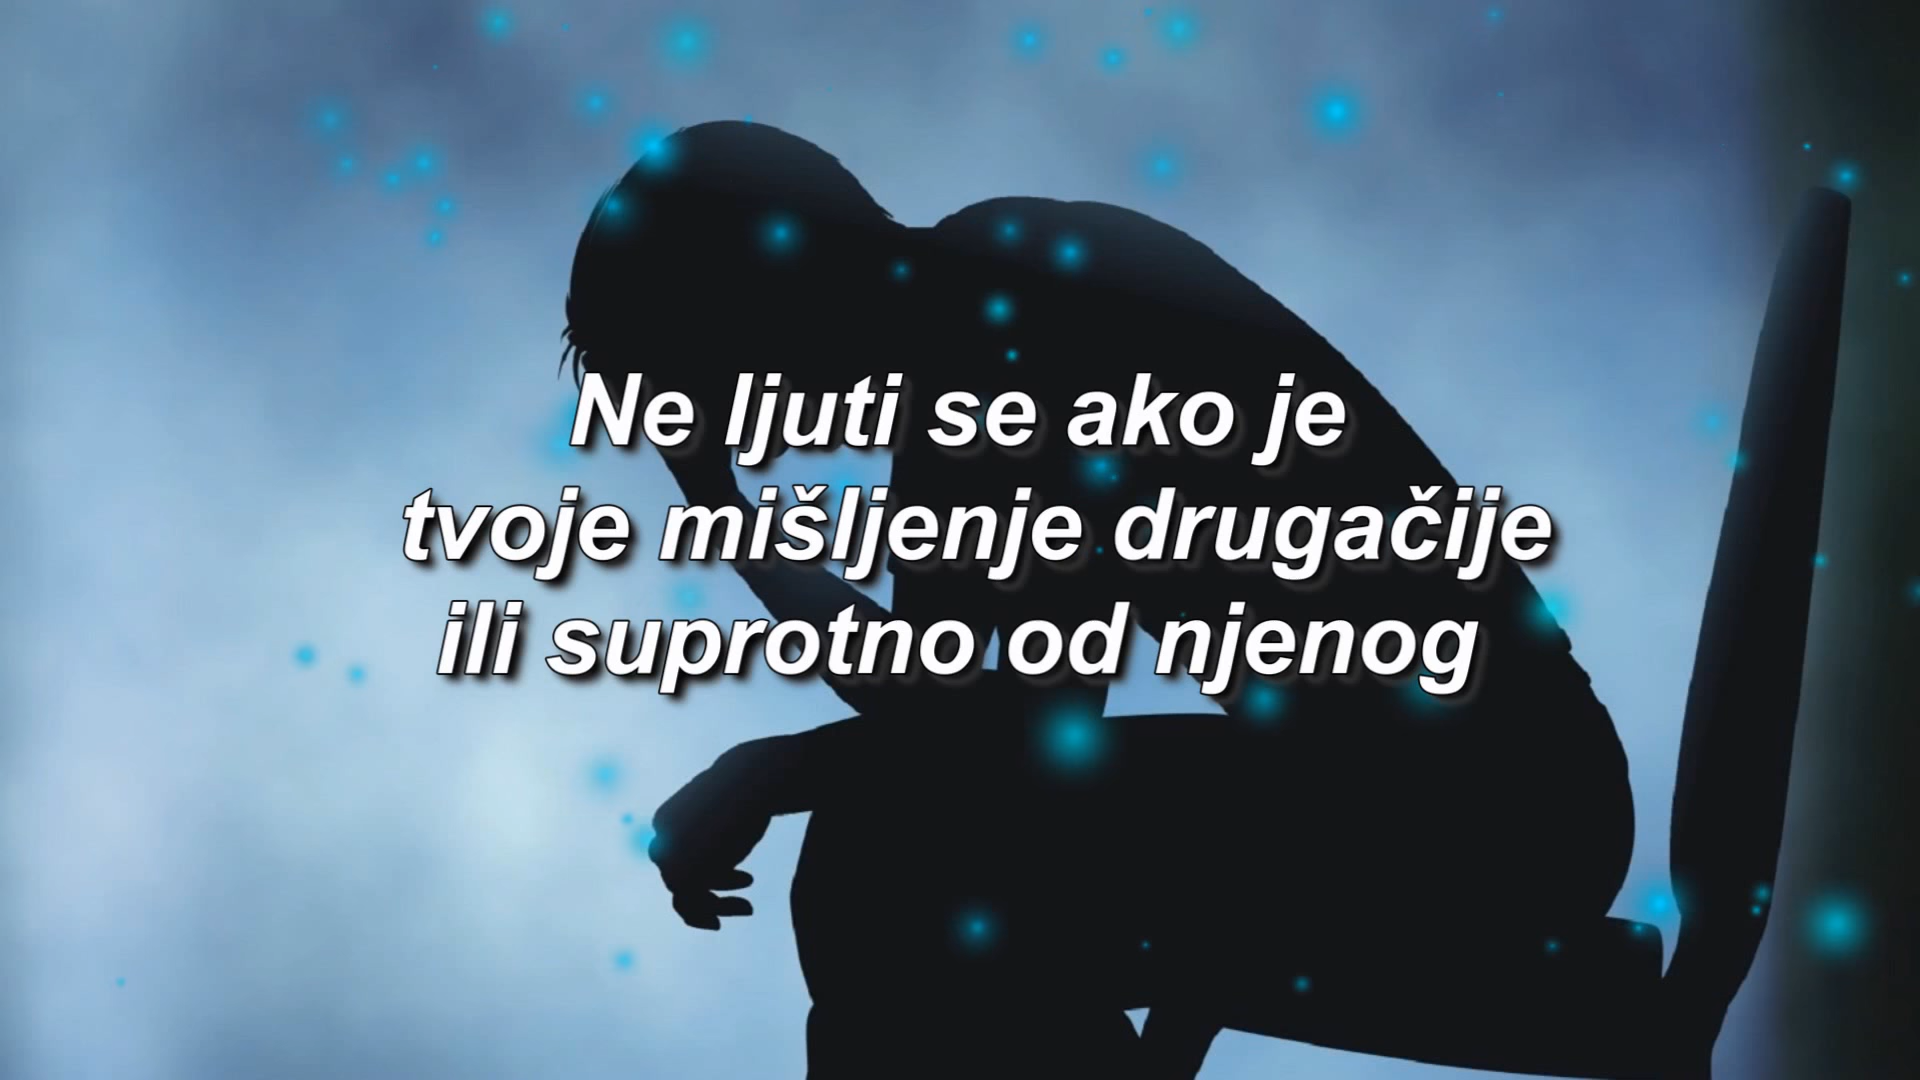 Ne ljuti se ako je
tvoje mišljenje drugačije
ili suprotno od njenog